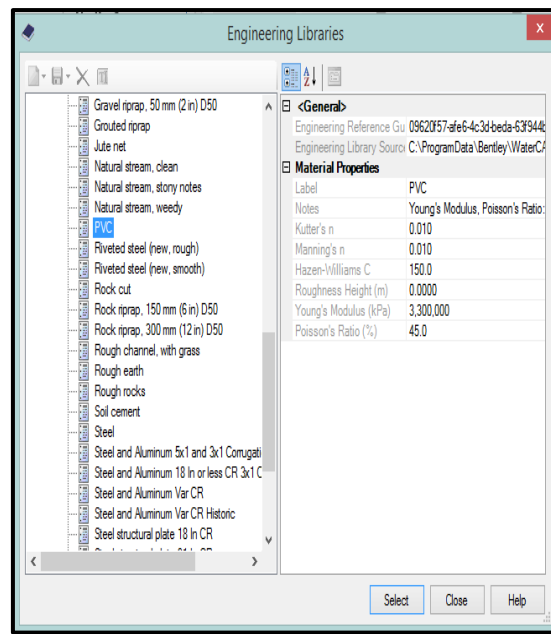 Engineering Libraries
x
Gravel riprap, 50 mm (2 in) D50
Grouted riprap
Jute net
Natural stream, clean
Natural stream, stony notes
Natural stream, weedy
PVC
Riveted steel (new, rough)
Riveted steel (new, smooth)
Rock cut
Rock riprap, 150 mm (6 in) D50
Rock riprap, 300 mm (12 in) D50
Rough channel, with grass
Rough earth
Rough rocks
Soil cement
Steel
Steel and Aluminum 5x1 and 3x1 Corrugati
Steel and Aluminum 18 In or less CR 3x1 C
Steel and Aluminum Var CR
Steel and Aluminum Var CR Historic
Steel structural plate 18 In CR
<General>
Engineering Reference Gu 09620f57-afe6-4c3d-beda-63f944b
Engineering Library Source C:\ProgramData\Bentley\WaterCA
Material Properties
Label PVC
Notes Young's Modulus, Poisson's Ratio:
Kutter's n 0.010
Manning's n 0.010
Hazen-Williams C 150.0
Roughness Height (m) 0.0000
Young's Modulus (kPa) 3,300,000
Poisson's Ratio (%) 45.0
Select Close Help